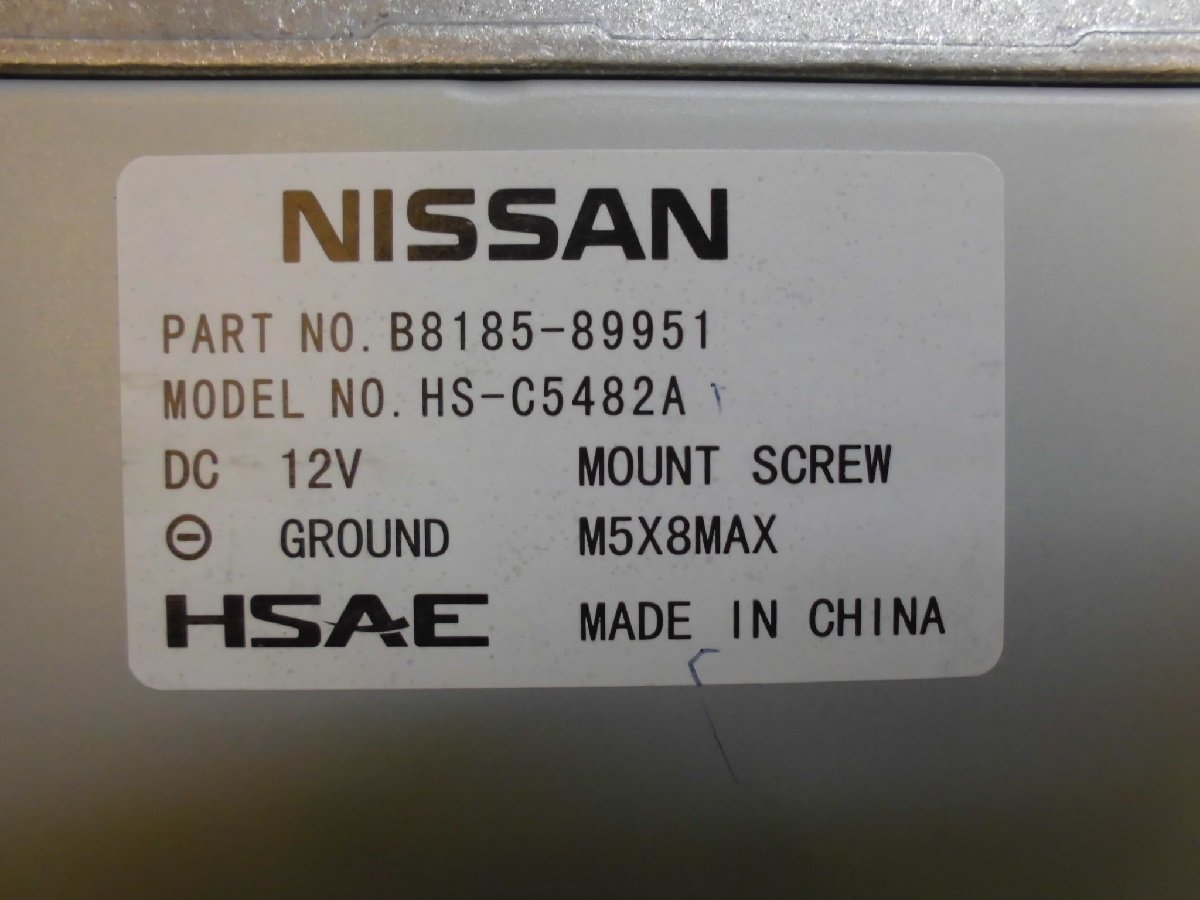 NISSAN
PART NO. B8185-89951
MODEL NO. HS-C5482A
DC 12V MOUNT SCREW
⊖ GROUND M5X8MAX
HSAE MADE IN CHINA